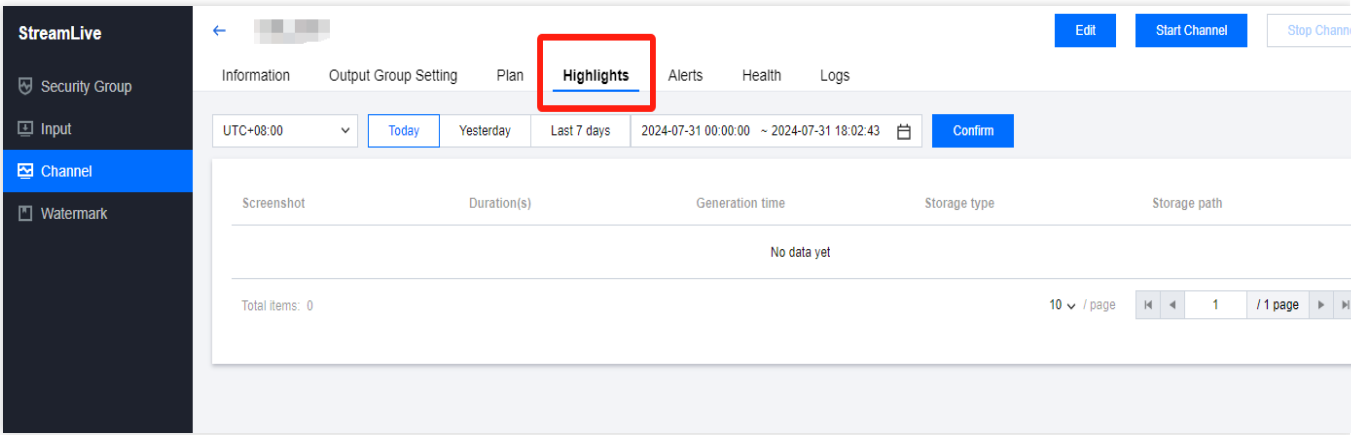 StreamLive
Security Group
Input
Channel
Watermark
Edit
Start Channel
Information Output Group Setting Plan Highlights Alerts Health Logs
UTC+08:00 Today Yesterday Last 7 days 2024-07-31 00:00:00 ~ 2024-07-31 18:02:43 Confirm
Screenshot Duration(s) Generation time Storage type Storage path
No data yet
Total items: 0 10 / page 1 / 1 page
Stop Chann